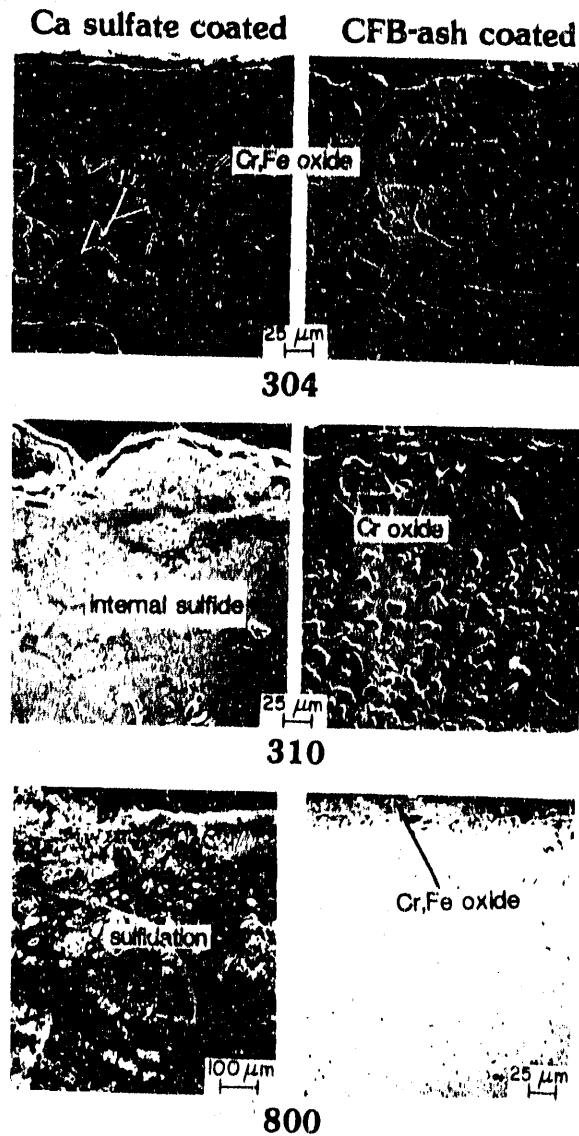 Ca sulfate coated
CFB-ash coated
Cr,Fe oxide
25 μm
304
Cr oxide
internal sulfide
25 μm
310
Cr,Fe oxide
sulfidation
100 μm
25 μm
800